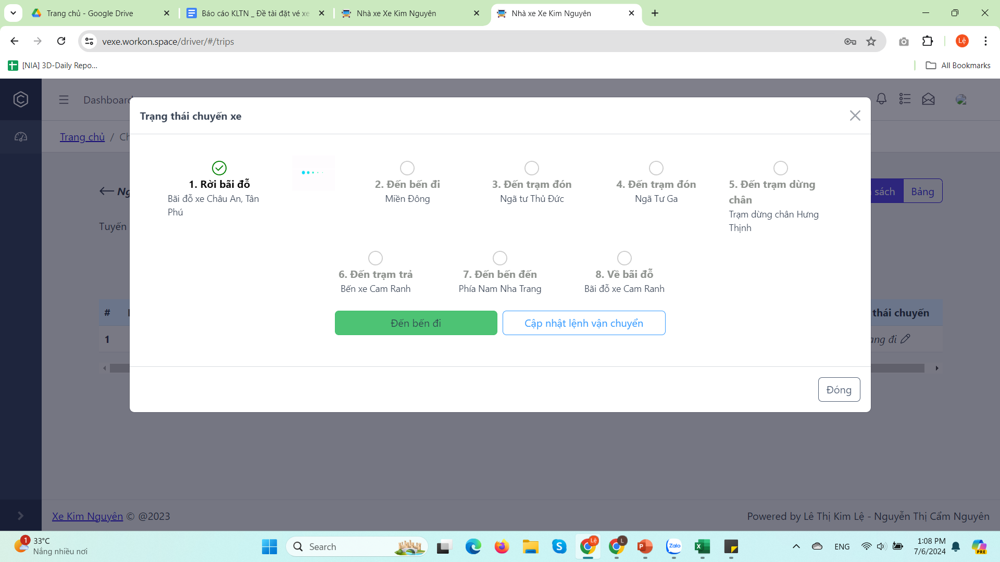 Trang chủ - Google Drive
Báo cáo KLTN _ Đề tài đặt vé xe
Nhà xe Xe Kim Nguyên
Nhà xe Xe Kim Nguyên
vexe.workon.space/driver/#/trips
Lệ
[NIA] 3D-Daily Repo...
All Bookmarks
Dashboard
Trạng thái chuyến xe
Trang chủ /
1. Rời bãi đỗ
Bãi đỗ xe Châu An, Tân
Phú
2. Đến bến đi
Miền Đông
3. Đến trạm đón
Ngã tư Thủ Đức
4. Đến trạm đón
Ngã Tư Ga
5. Đến trạm dừng
chân
Trạm dừng chân Hưng
Thịnh
sách
Bảng
Tuyến
6. Đến trạm trả
Bến xe Cam Ranh
7. Đến bến đến
Phía Nam Nha Trang
8. Về bãi đỗ
Bãi đỗ xe Cam Ranh
#
thái chuyến
Đến bến đi
Cập nhật lệnh vận chuyển
1
đi
Đóng
Xe Kim Nguyên © @2023
Powered by Lê Thị Kim Lệ - Nguyễn Thị Cẩm Nguyên
1
33°C
Nắng nhiều nơi
Search
Lệ
L
Zalo
ENG
1:08 PM
7/6/2024
PRE